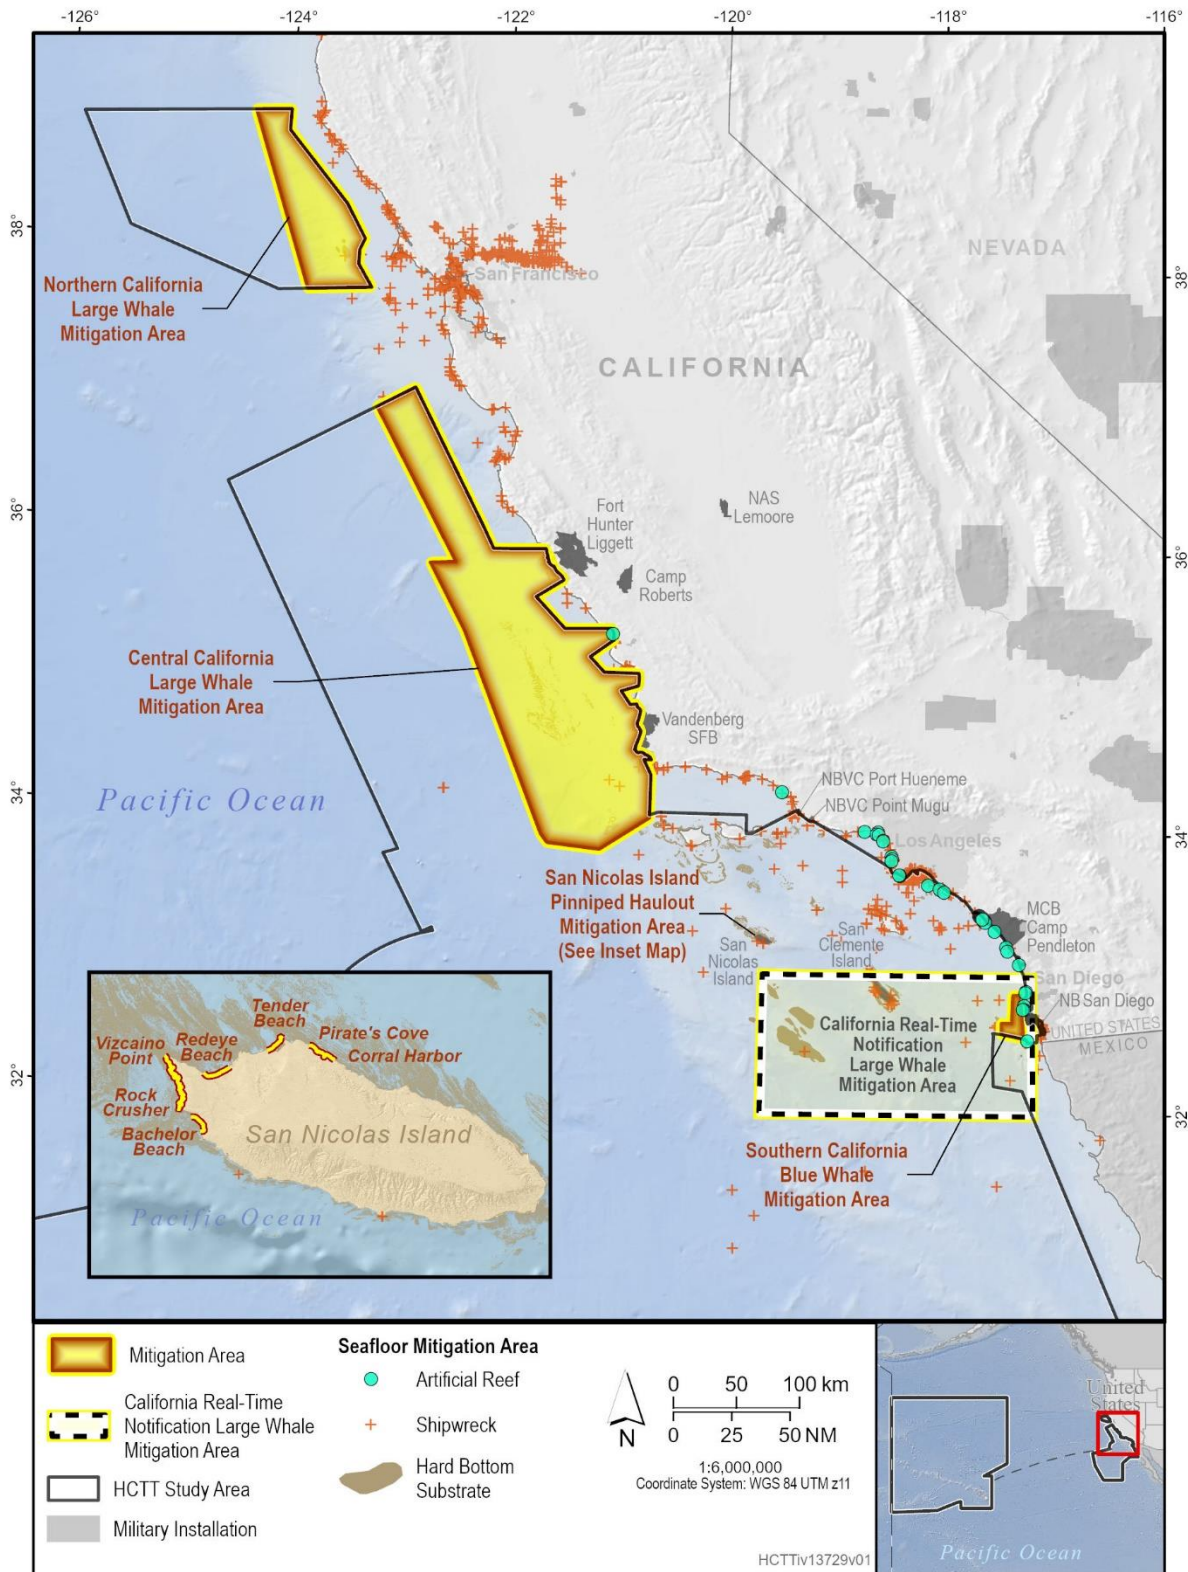 -126°
-124°
-122°
-120°
-118°
-116°
38°
36°
34°
32°
38°
36°
34°
32°
NEVADA
San Francisco
Northern California
Large Whale
Mitigation Area
CALIFORNIA
NAS
Lemoore
Fort
Hunter
Liggett
Camp
Roberts
Central California
Large Whale
Mitigation Area
Vandenberg
SFB
Pacific Ocean
NBVC Port Hueneme
NBVC Point Mugu
Los Angeles
San Nicolas Island
Pinniped Haulout
Mitigation Area
(See Inset Map)
San
Nicolas
Island
San
Clemente
Island
MCB
Camp
Pendleton
San Diego
NB San Diego
UNITED STATES
MEXICO
California Real-Time
Notification
Large Whale
Mitigation Area
Southern California
Blue Whale
Mitigation Area
Tender
Beach
Pirate's Cove
Redeye
Beach
Corral Harbor
Vizcaino
Point
Rock
Crusher
Bachelor
Beach
San Nicolas Island
Pacific Ocean
Mitigation Area
California Real-Time
Notification Large Whale
Mitigation Area
HCTT Study Area
Military Installation
Seafloor Mitigation Area
Artificial Reef
Shipwreck
Hard Bottom
Substrate
N
0 50 100 km
0 25 50 NM
1:6,000,000
Coordinate System: WGS 84 UTM z11
HCTTiv13729v01
United
States
Pacific Ocean